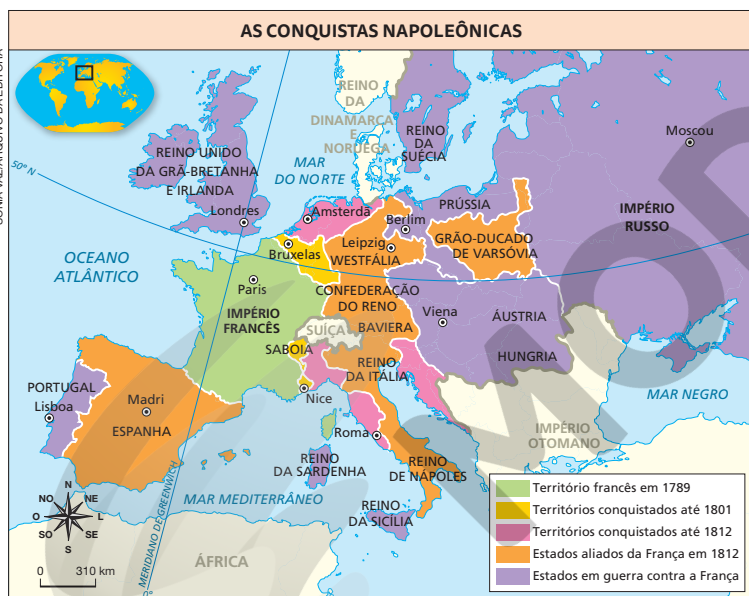 AS CONQUISTAS NAPOLEÔNICAS
REINO
DA
DINAMARCA
E
NORUEGA
REINO
DA
SUÉCIA
Moscou
REINO UNIDO
DA GRÃ-BRETANHA
E IRLANDA
MAR
DO NORTE
50° N
Londres
Amsterdã
Berlim
PRÚSSIA
IMPÉRIO
RUSSO
OCEANO
ATLÂNTICO
Bruxelas
Leipzig
WESTFÁLIA
GRÃO-DUCADO
DE VARSÓVIA
Paris
IMPÉRIO
FRANCÊS
CONFEDERAÇÃO
DO RENO
BAVIERA
Viena
ÁUSTRIA
HUNGRIA
SUÍÇA
SABOIA
REINO
DA ITÁLIA
Nice
PORTUGAL
Lisboa
Madri
ESPANHA
Roma
MAR NEGRO
IMPÉRIO
OTOMANO
REINO
DA SARDENHA
REINO
DE NÁPOLES
MAR MEDITERRÂNEO
REINO
DA SICÍLIA
MERIDIANO DE GREENWICH
0°
ÁFRICA
N
NO
NE
O
L
SO
SE
S
0 310 km
Território francês em 1789
Territórios conquistados até 1801
Territórios conquistados até 1812
Estados aliados da França em 1812
Estados em guerra contra a França